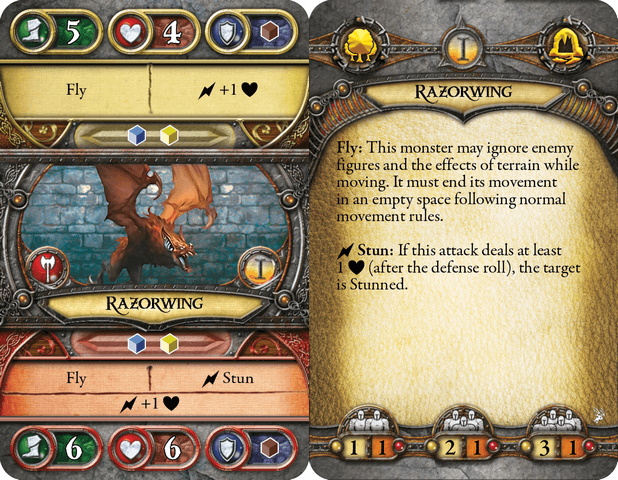 5 4
Fly +1
I
RAZORWING
Fly Stun
+1
6 6
I
RAZORWING
Fly: This monster may ignore enemy
figures and the effects of terrain while
moving. It must end its movement
in an empty space following normal
movement rules.
Stun: If this attack deals at least
1 (after the defense roll), the target
is Stunned.
1 1 2 1 3 1